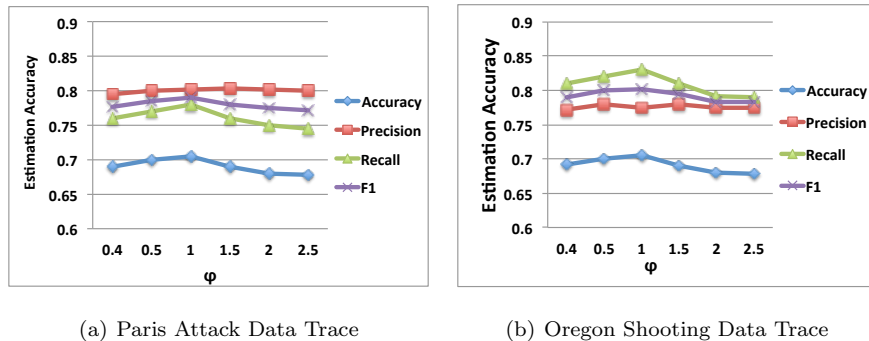 0.9
0.85
0.8
0.75
0.7
0.65
0.6
Estimation Accuracy
0.4 0.5 1 1.5 2 2.5
φ
Accuracy
Precision
Recall
F1
(a) Paris Attack Data Trace
0.9
0.85
0.8
0.75
0.7
0.65
0.6
Estimation Accuracy
0.4 0.5 1 1.5 2 2.5
φ
Accuracy
Precision
Recall
F1
(b) Oregon Shooting Data Trace